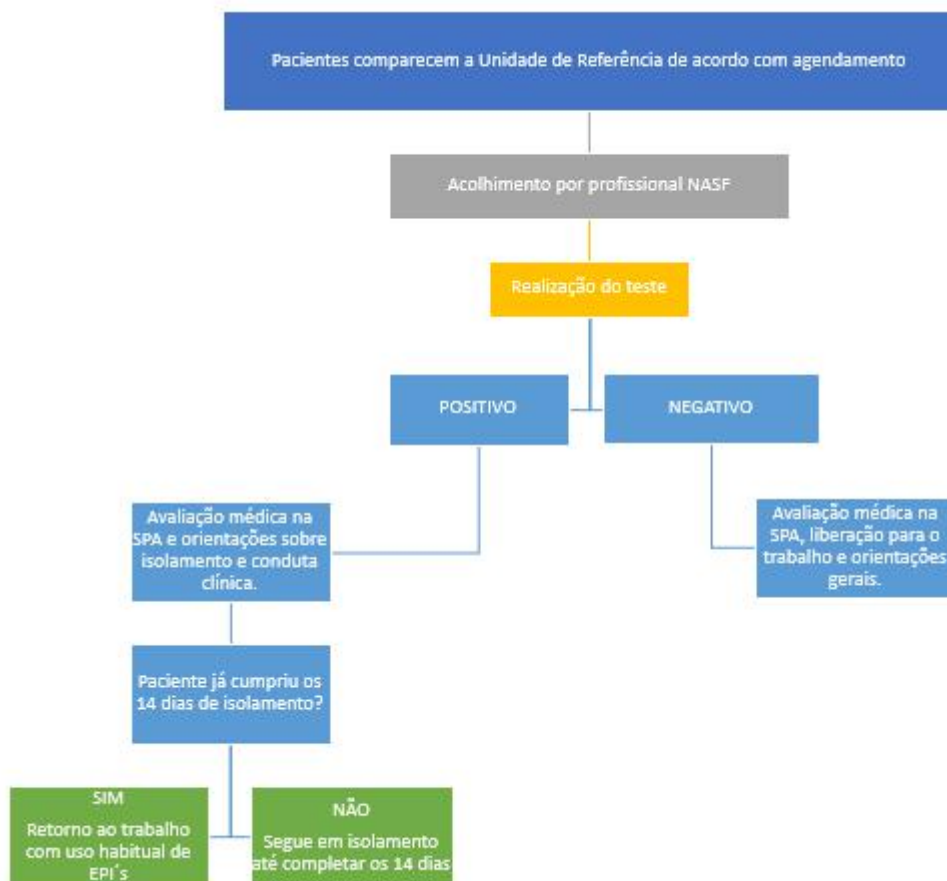 Pacientes comparecem a Unidade de Referência de acordo com agendamento
Acolhimento por profissional NASF
Realização do teste
POSITIVO
NEGATIVO
Avaliação médica na
SPA e orientações sobre
isolamento e conduta
clínica.
Avaliação médica na
SPA, liberação para o
trabalho e orientações
gerais.
Paciente já cumpriu os
14 dias de isolamento?
SIM
Retorno ao trabalho
com uso habitual de
EPI´s
NÃO
Segue em isolamento
até completar os 14 dias